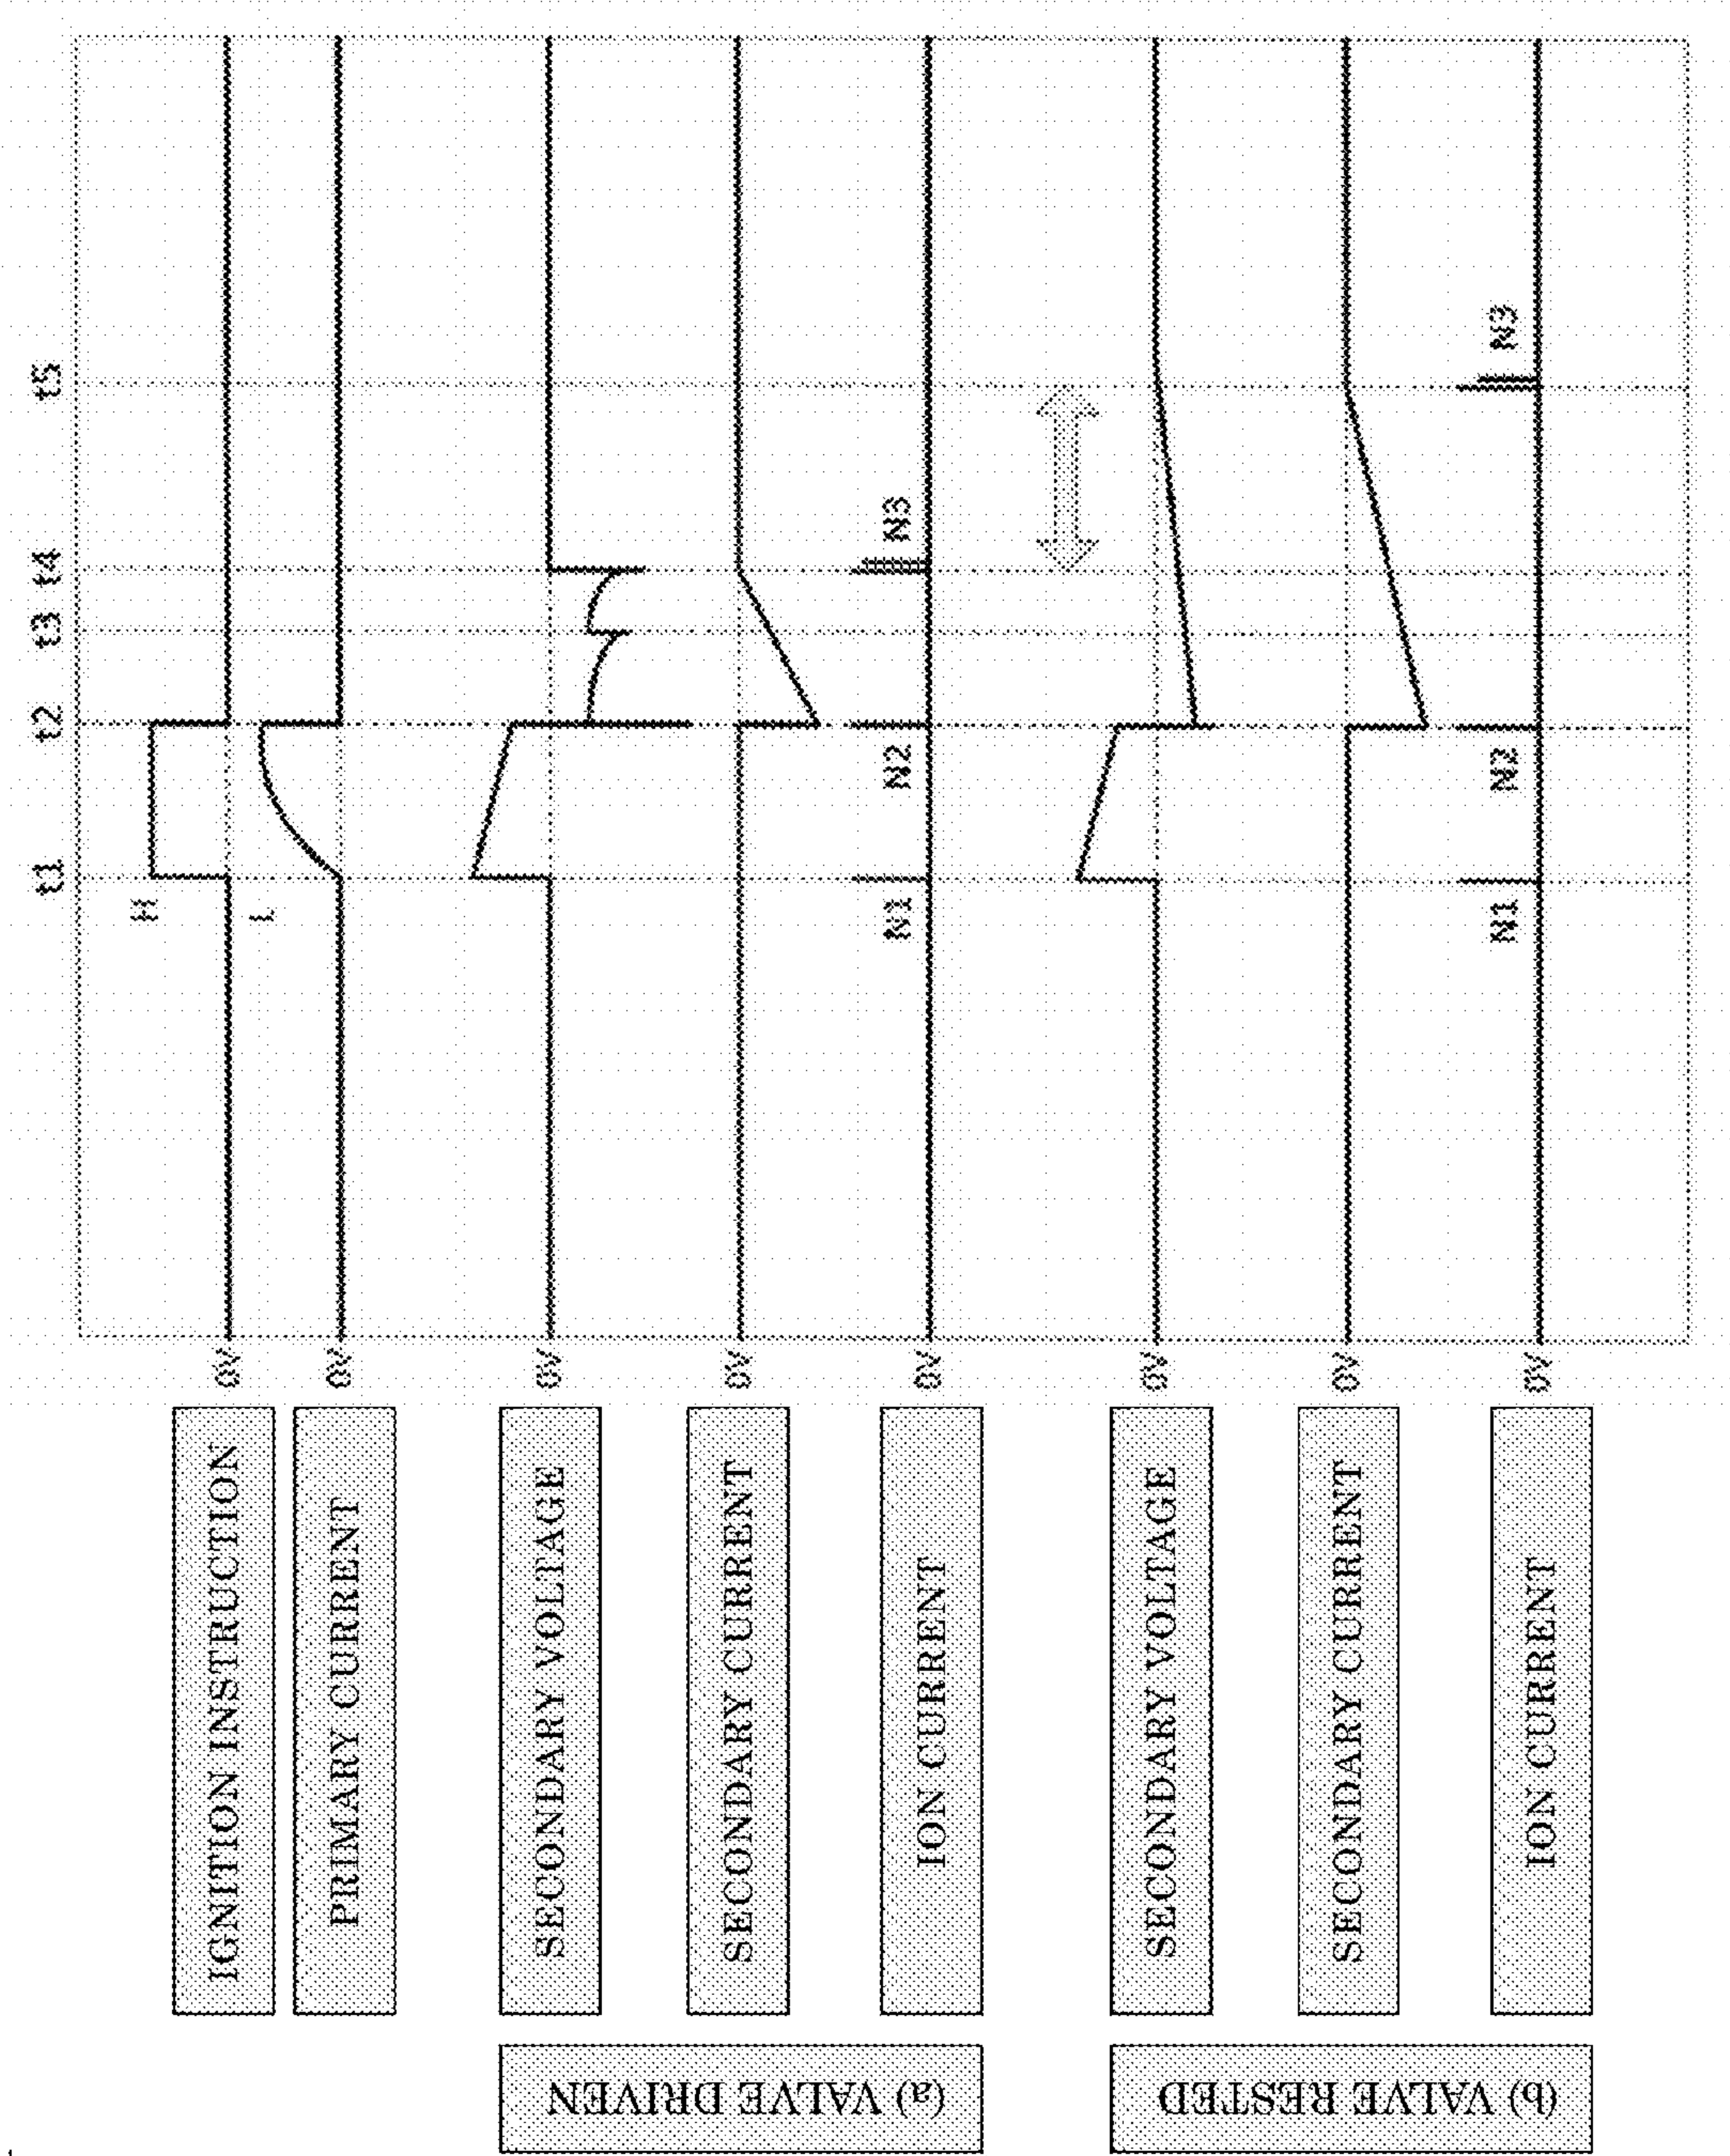 t1 t2 t3 t4 t5
H
IGNITION INSTRUCTION 0V
L
PRIMARY CURRENT 0V
(a) VALVE DRIVEN
SECONDARY VOLTAGE 0V
SECONDARY CURRENT 0V
N1 N2 N3
ION CURRENT 0V
(b) VALVE RESTED
SECONDARY VOLTAGE 0V
SECONDARY CURRENT 0V
N1 N2 N3
ION CURRENT 0V